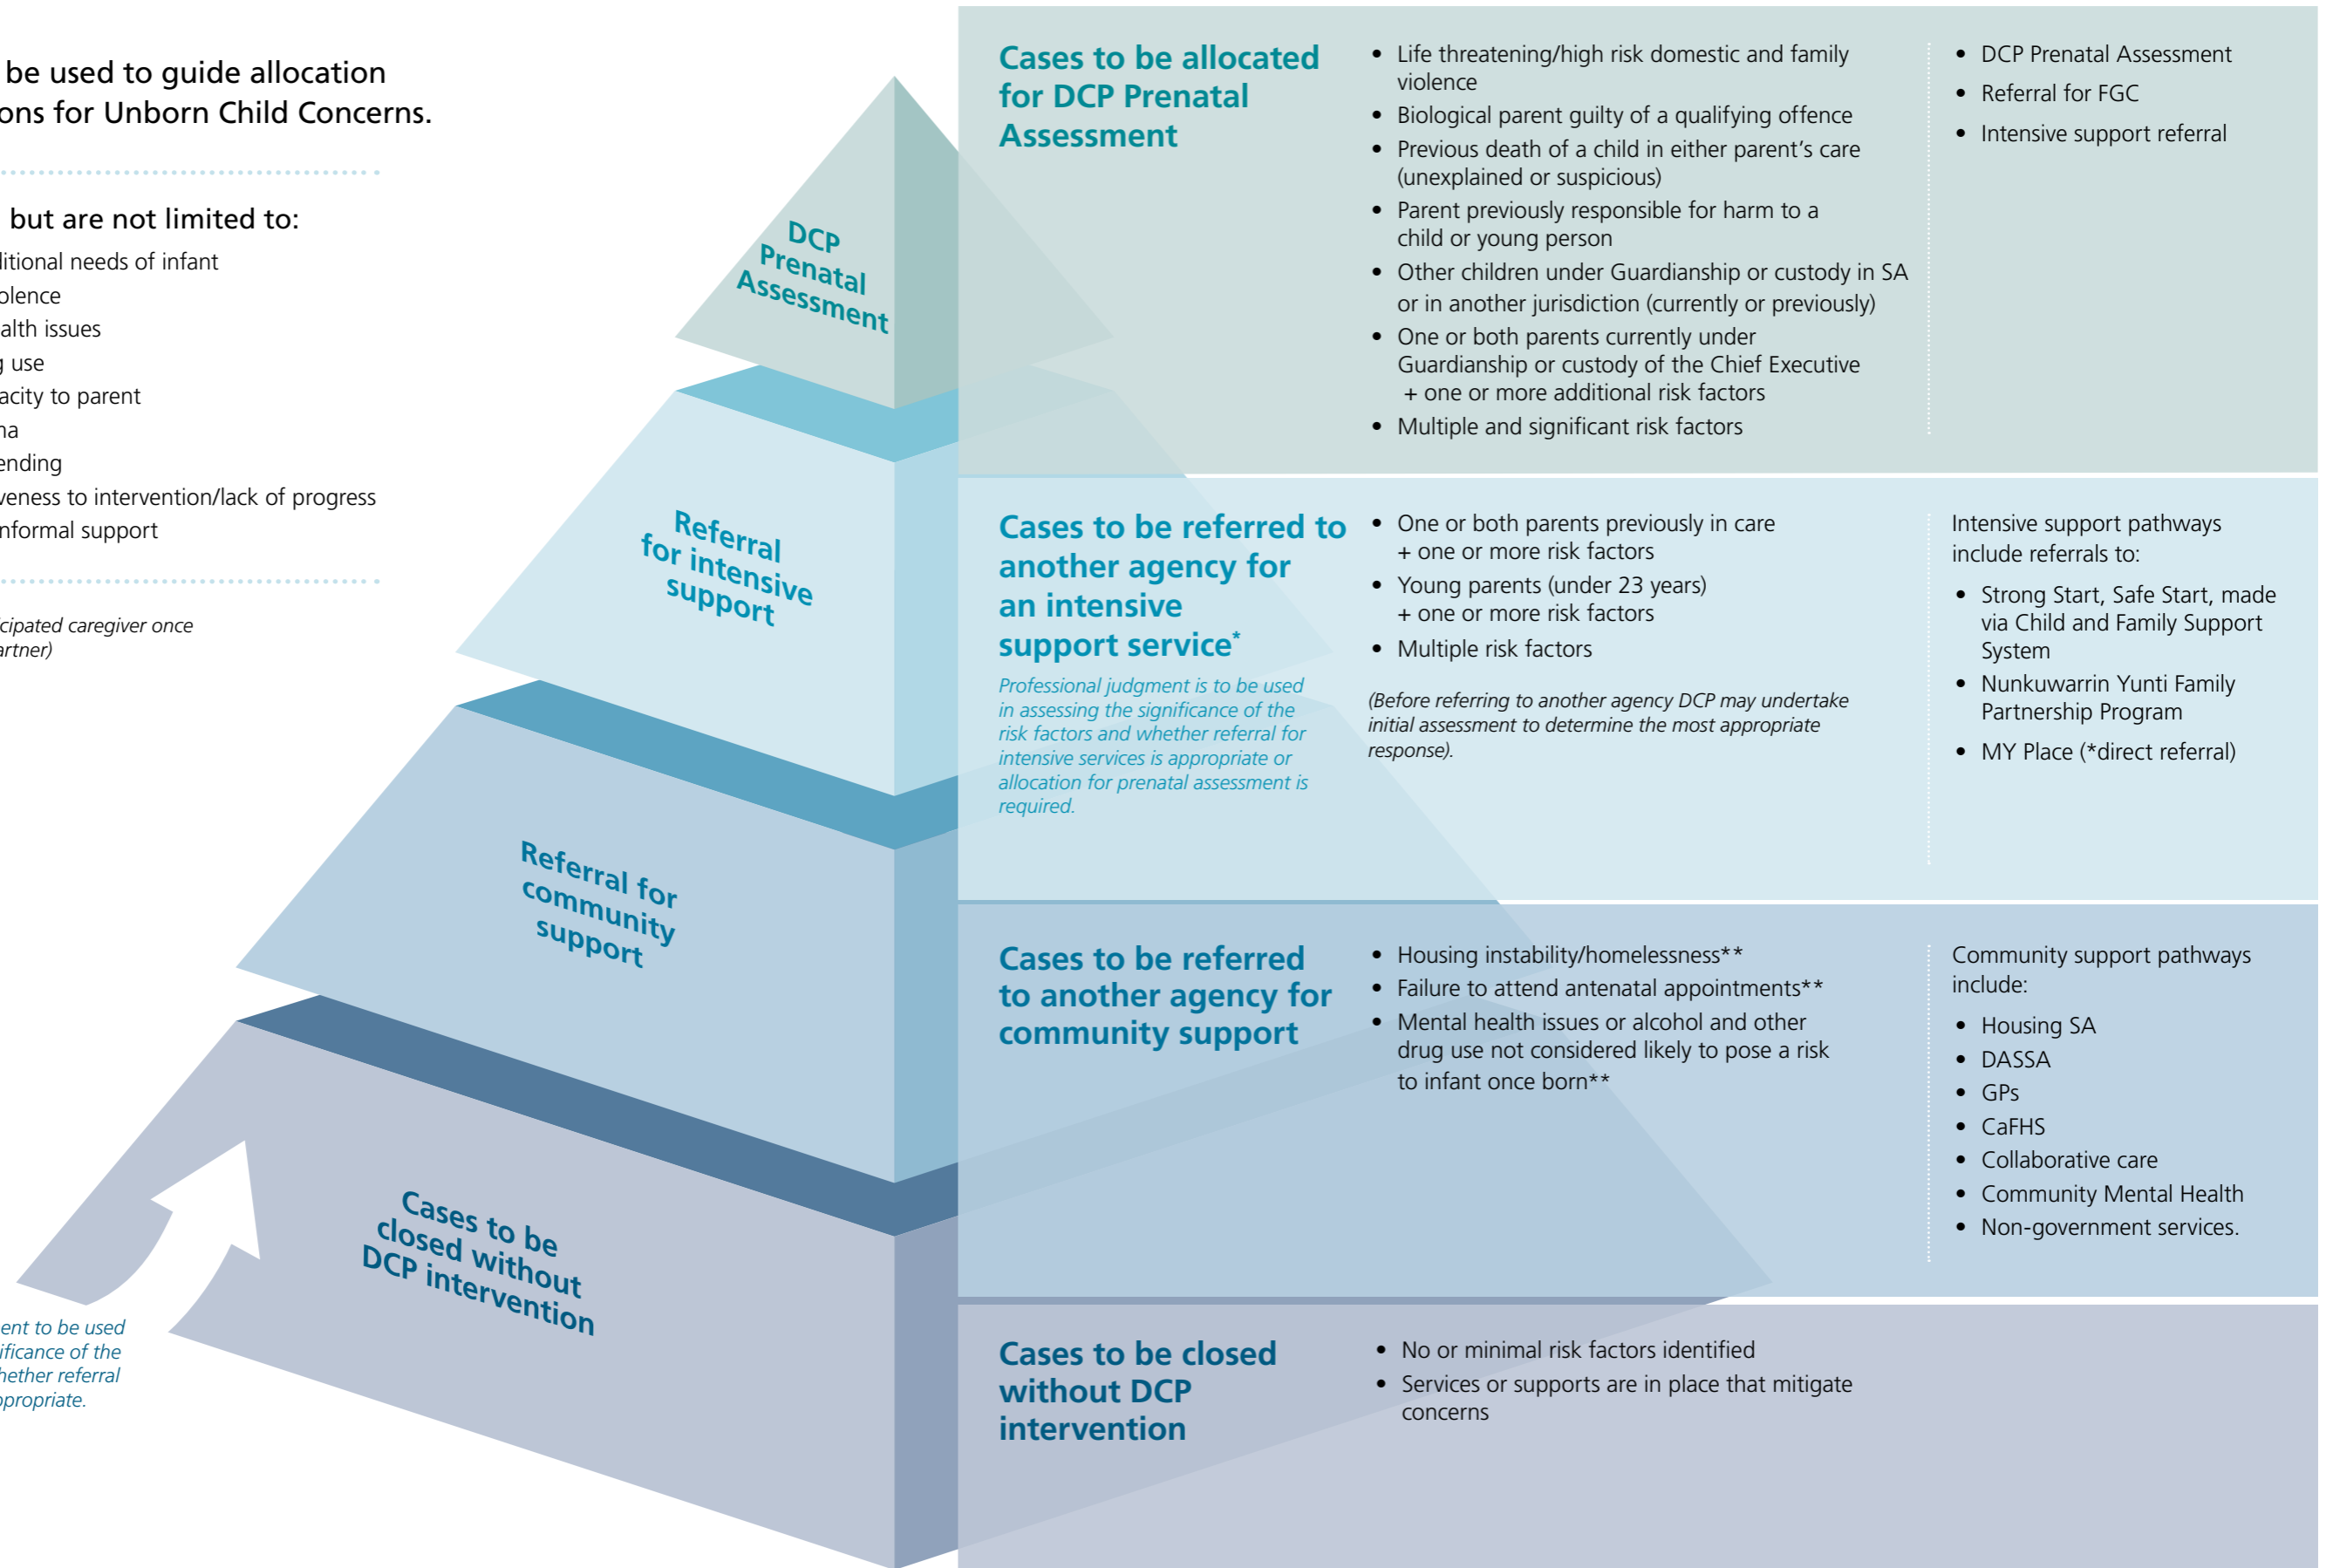 be used to guide allocation
ons for Unborn Child Concerns.
but are not limited to:
ditional needs of infant
olence
alth issues
g use
acity to parent
ma
ending
veness to intervention/lack of progress
nformal support
cipated caregiver once
artner)
DCP
Prenatal
Assessment
Referral
for intensive
support
Referral for
community
support
Cases to be
closed without
DCP intervention
ent to be used
ificance of the
hether referral
ppropriate.
Cases to be allocated
for DCP Prenatal
Assessment
• Life threatening/high risk domestic and family
violence
• Biological parent guilty of a qualifying offence
• Previous death of a child in either parent's care
(unexplained or suspicious)
• Parent previously responsible for harm to a
child or young person
• Other children under Guardianship or custody in SA
or in another jurisdiction (currently or previously)
• One or both parents currently under
Guardianship or custody of the Chief Executive
+ one or more additional risk factors
• Multiple and significant risk factors
• DCP Prenatal Assessment
• Referral for FGC
• Intensive support referral
Cases to be referred to
another agency for
an intensive
support service*
Professional judgment is to be used
in assessing the significance of the
risk factors and whether referral for
intensive services is appropriate or
allocation for prenatal assessment is
required.
• One or both parents previously in care
+ one or more risk factors
• Young parents (under 23 years)
+ one or more risk factors
• Multiple risk factors
(Before referring to another agency DCP may undertake
initial assessment to determine the most appropriate
response).
Intensive support pathways
include referrals to:
• Strong Start, Safe Start, made
via Child and Family Support
System
• Nunkuwarrin Yunti Family
Partnership Program
• MY Place (*direct referral)
Cases to be referred
to another agency for
community support
• Housing instability/homelessness**
• Failure to attend antenatal appointments**
• Mental health issues or alcohol and other
drug use not considered likely to pose a risk
to infant once born**
Community support pathways
include:
• Housing SA
• DASSA
• GPs
• CaFHS
• Collaborative care
• Community Mental Health
• Non-government services.
Cases to be closed
without DCP
intervention
• No or minimal risk factors identified
• Services or supports are in place that mitigate
concerns